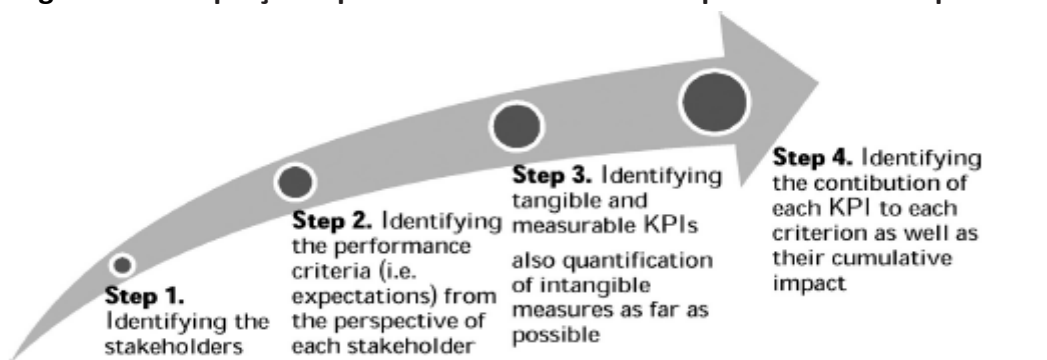 Step 1.
Identifying the
stakeholders
Step 2. Identifying
the performance
criteria (i.e.
expectations) from
the perspective of
each stakeholder
Step 3. Identifying
tangible and
measurable KPIs
also quantification
of intangible
measures as far as
possible
Step 4. Identifying
the contibution of
each KPI to each
criterion as well as
their cumulative
impact